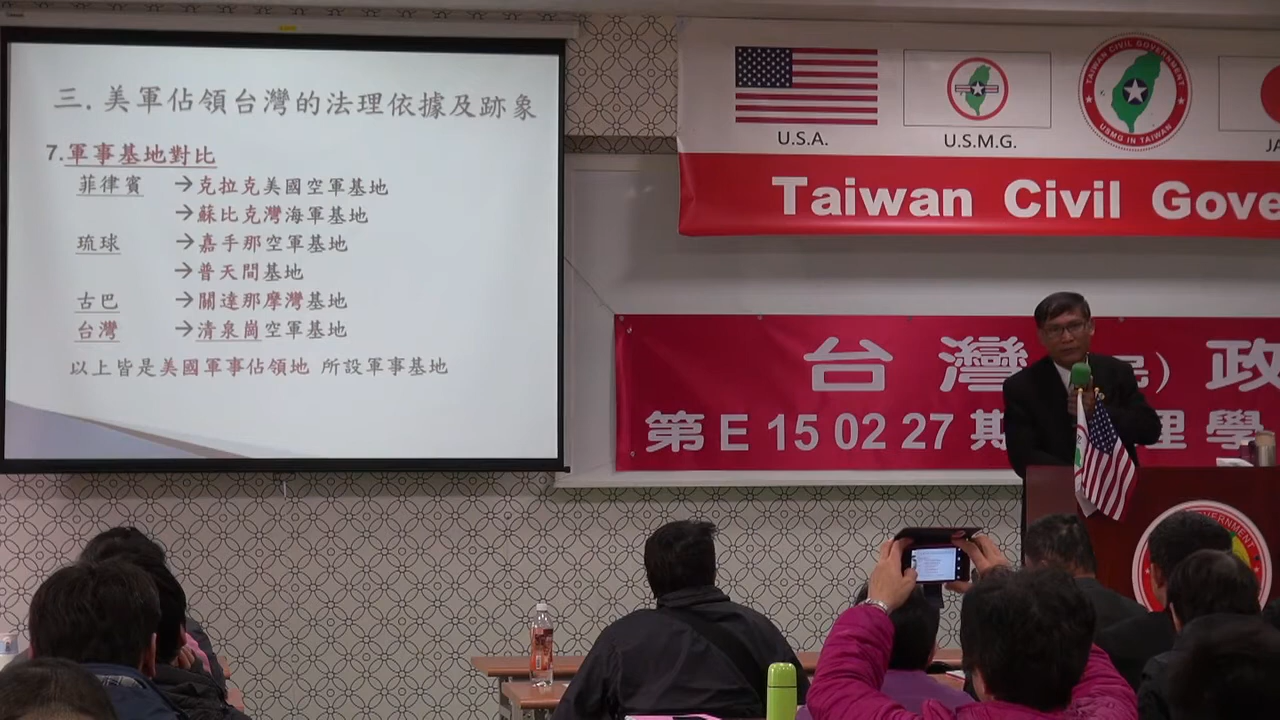 三. 美軍佔領台灣的法理依據及跡象
7.軍事基地對比
菲律賓 →克拉克美國空軍基地
→蘇比克灣海軍基地
琉球 →嘉手那空軍基地
→普天間基地
古巴 →關達那摩灣基地
台灣 →清泉崗空軍基地
以上皆是美國軍事佔領地 所設軍事基地
U.S.A.
U.S.M.G.
TAIWAN CIVIL GOVERNMENT
USMG IN TAIWAN
JA
Taiwan Civil Gove
台灣 民） 政
第E 15 02 27期 理學